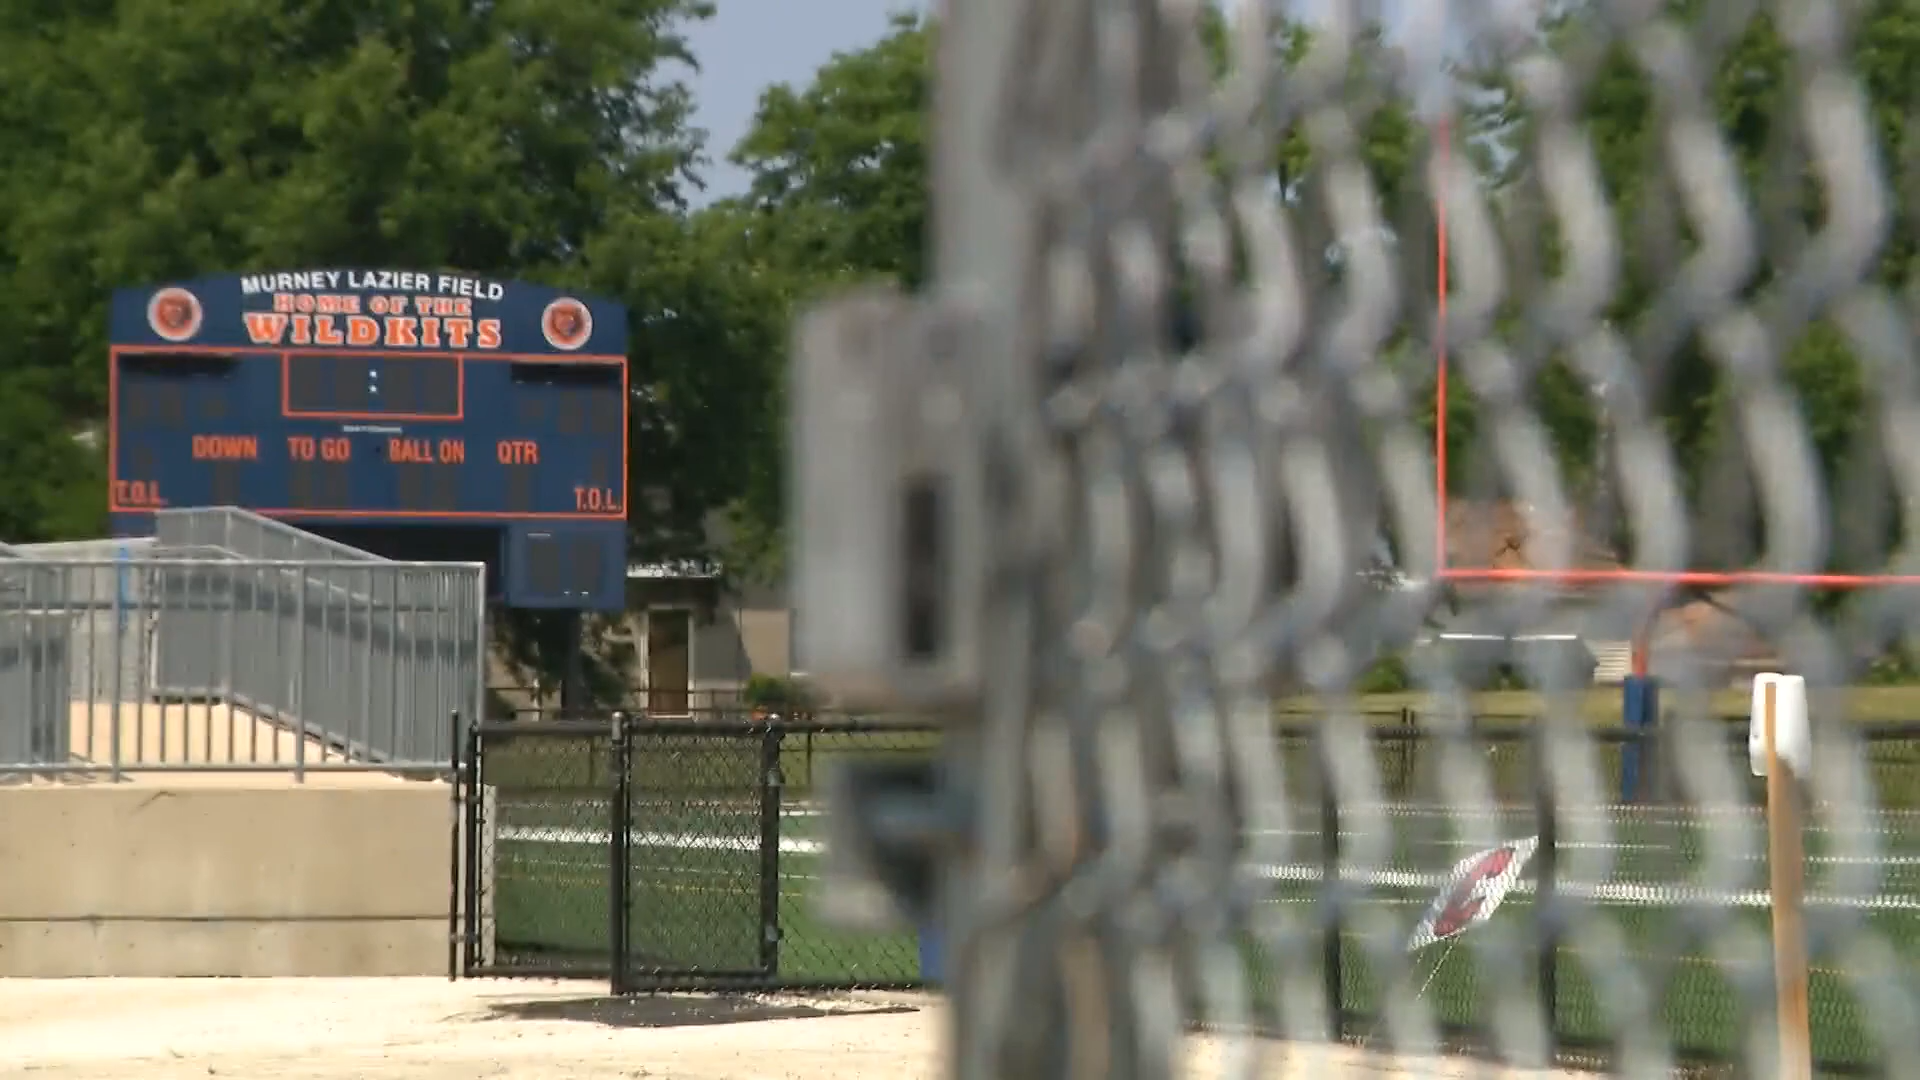 MURNEY LAZIER FIELD
HOME OF THE
WILDKITS
DOWN TO GO BALL ON QTR
T.O.L. T.O.L.